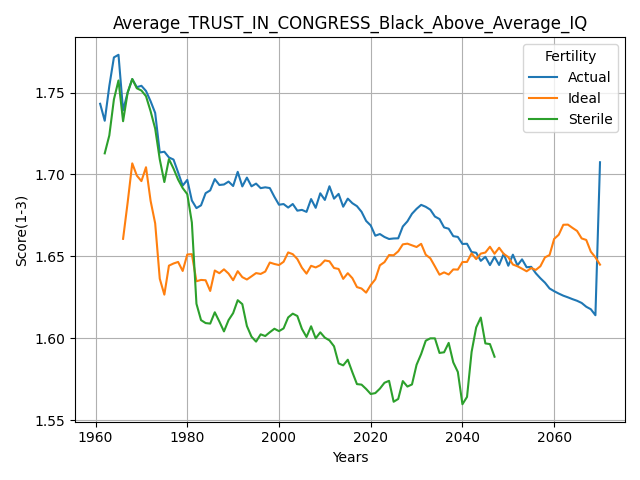 Average_TRUST_IN_CONGRESS_Black_Above_Average_IQ
Score(1-3)
1.75
1.70
1.65
1.60
1.55
Fertility
Actual
Ideal
Sterile
1960 1980 2000 2020 2040 2060
Years